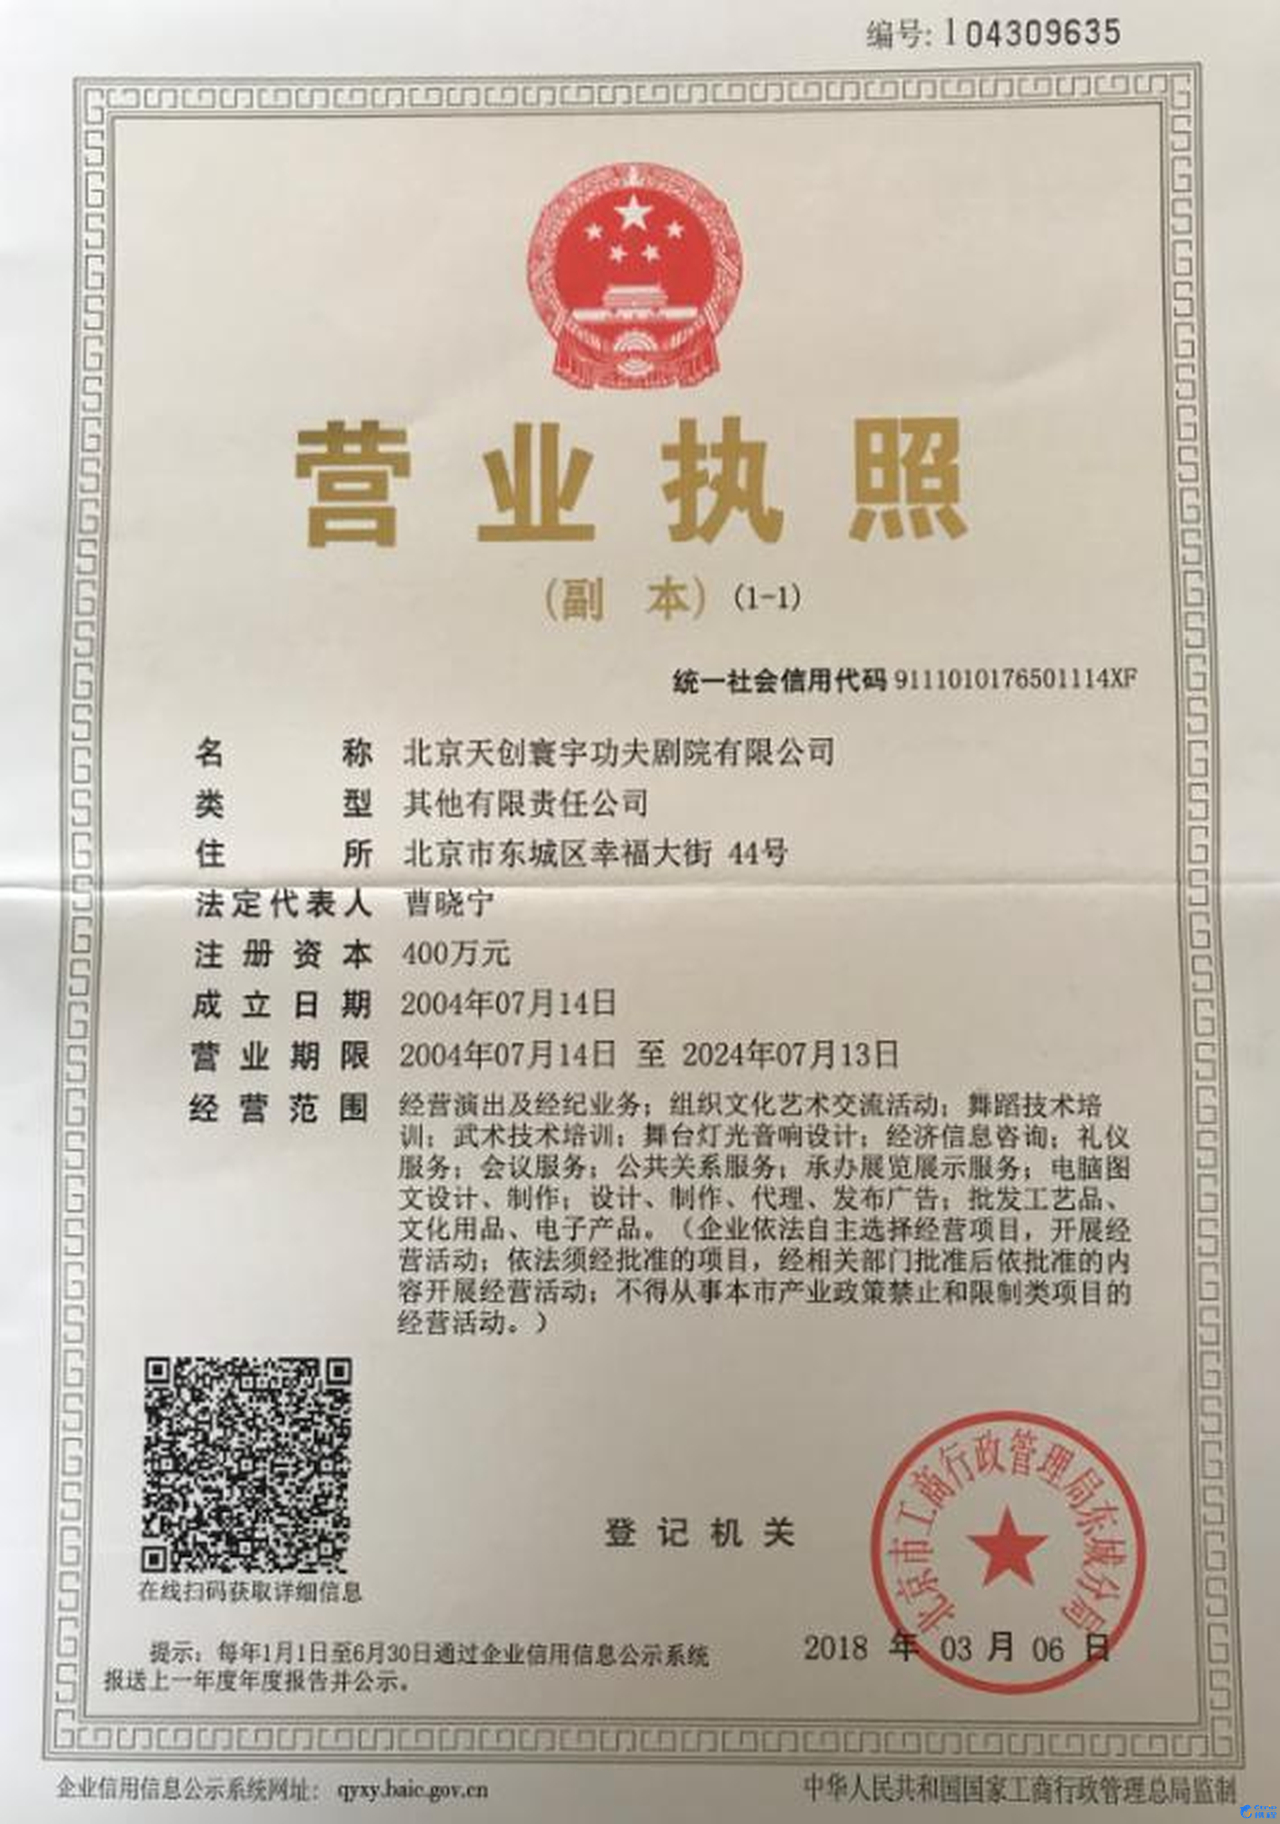 编号: 104309635
营业执照
(副 本) (1-1)
统一社会信用代码 91110101765011114XF
名 称 北京天创寰宇功夫剧院有限公司
类 型 其他有限责任公司
住 所 北京市东城区幸福大街 44号
法定代表人 曹晓宁
注册资本 400万元
成立日期 2004年07月14日
营业期限 2004年07月14日 至 2024年07月13日
经营范围 经营演出及经纪业务；组织文化艺术交流活动；舞蹈技术培
训；武术技术培训；舞台灯光音响设计；经济信息咨询；礼仪
服务；会议服务；公共关系服务；承办展览展示服务；电脑图
文设计、制作；设计、制作、代理、发布广告；批发工艺品、
文化用品、电子产品。（企业依法自主选择经营项目，开展经
营活动；依法须经批准的项目，经相关部门批准后依批准的内
容开展经营活动；不得从事本市产业政策禁止和限制类项目的
经营活动。）
在线扫码获取详细信息
登记机关
北京市工商行政管理局东城分局
2018 年 03 月 06 日
提示：每年1月1日至6月30日通过企业信用信息公示系统
报送上一年度年度报告并公示。
企业信用信息公示系统网址： qyxy.baic.gov.cn
中华人民共和国国家工商行政管理总局监制